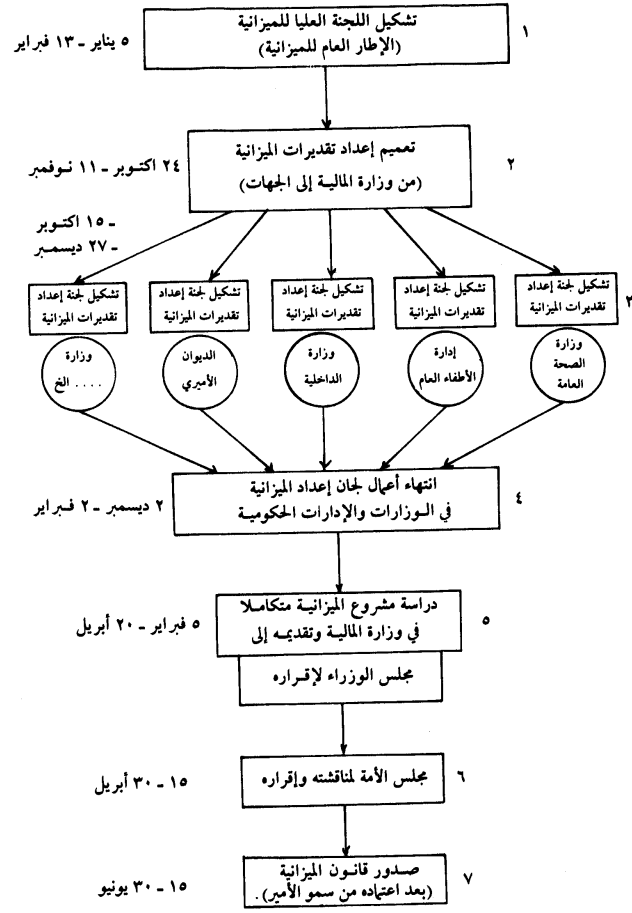 ١
تشكيل اللجنة العليا للميزانية
(الإطار العام للميزانية)
٥ يناير ـ ١٣ فبراير
٢
تعميم إعداد تقديرات الميزانية
(من وزارة المالية إلى الجهات)
٢٤ اكتوبر ـ ١١ نوفمبر
ـ ١٥ اكتوبر
ـ ٢٧ ديسمبر
٣
تشكيل لجنة إعداد
تقديرات الميزانية
تشكيل لجنة إعداد
تقديرات الميزانية
تشكيل لجنة إعداد
تقديرات الميزانية
تشكيل لجنة إعداد
تقديرات الميزانية
تشكيل لجنة إعداد
تقديرات الميزانية
وزارة
الصحة
العامة
إدارة
الأطفاء العام
وزارة
الداخلية
الديوان
الأميري
وزارة
.... الخ
٤
انتهاء أعمال لجان إعداد الميزانية
في الوزارات والإدارات الحكومية
٢ ديسمبر ـ ٢ فبراير
٥
دراسة مشروع الميزانية متكاملا
في وزارة المالية وتقديمه إلى
٥ فبراير ـ ٢٠ أبريل
مجلس الوزراء لإقراره
٦
مجلس الأمة لمناقشته وإقراره
١٥ ـ ٣٠ أبريل
٧
صدور قانون الميزانية
(بعد اعتماده من سمو الأمير).
١٥ ـ ٣٠ يونيو